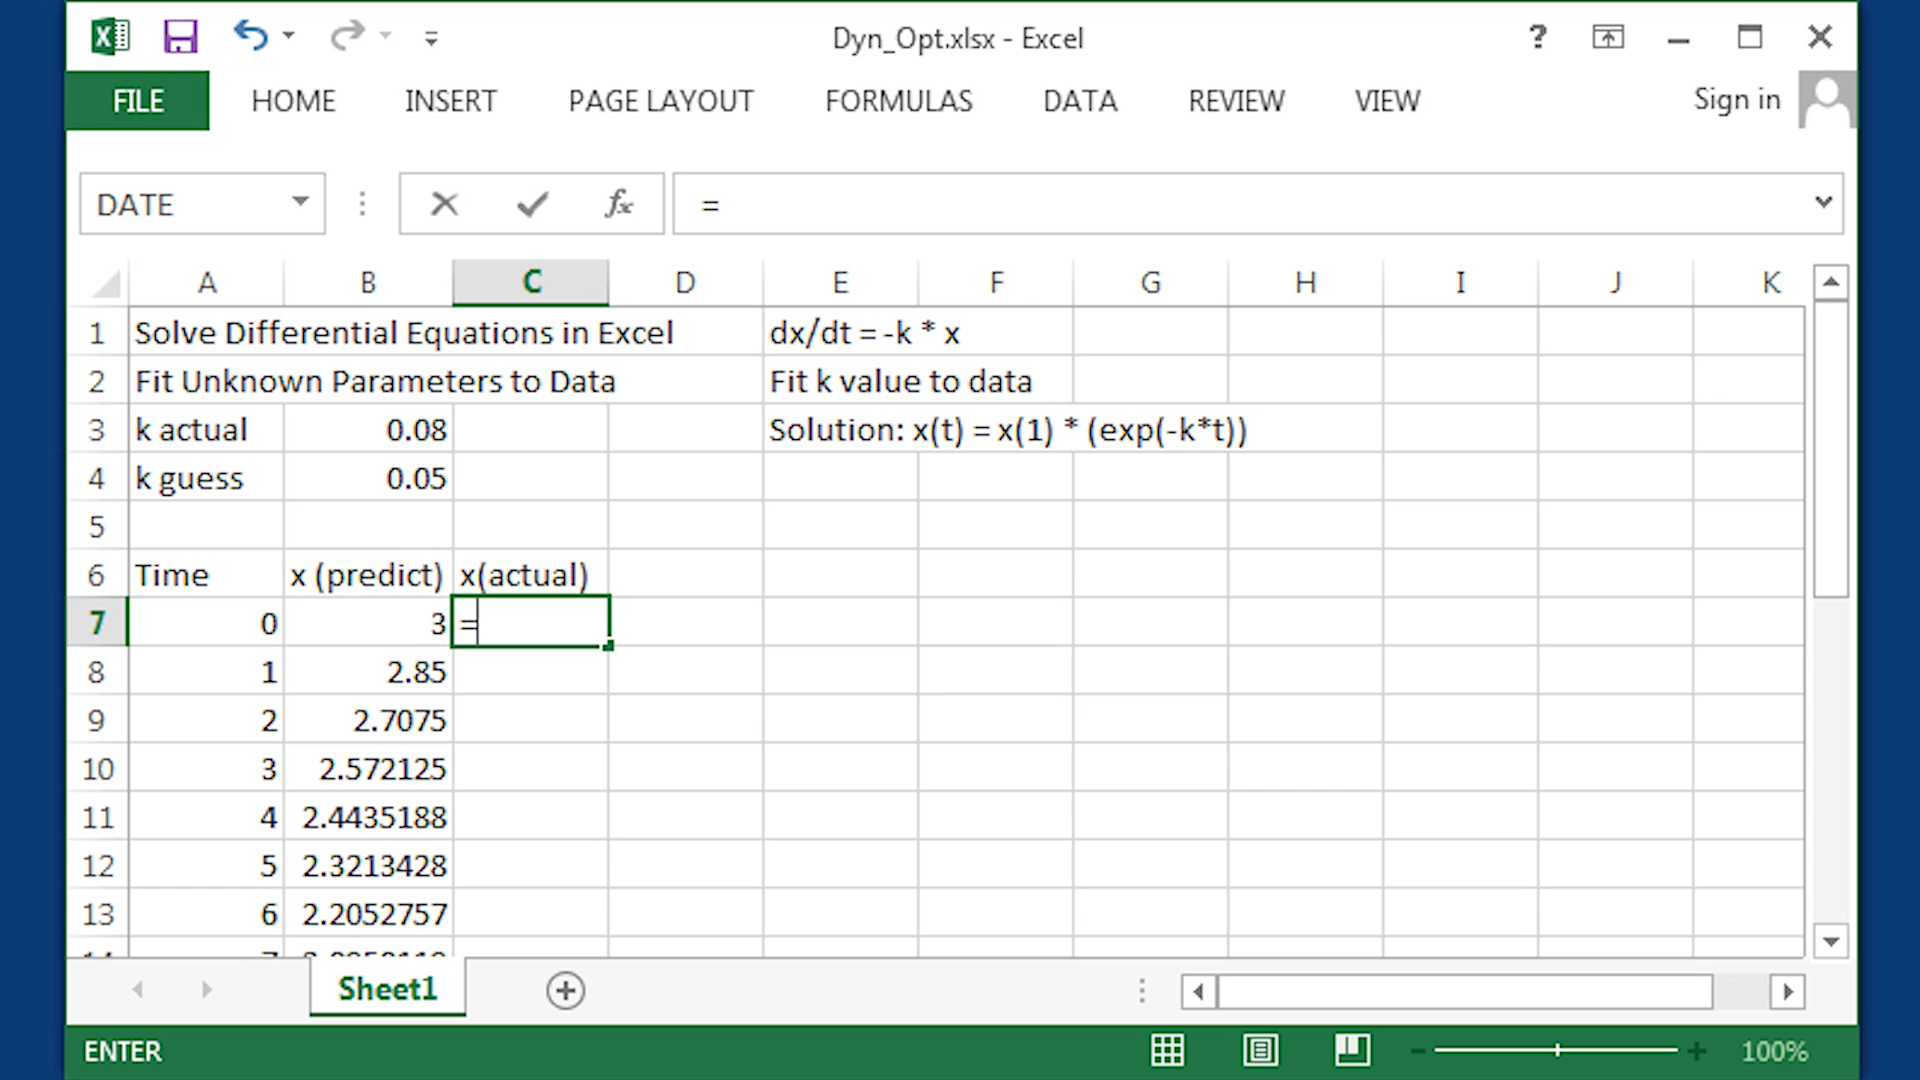 Dyn_Opt.xlsx - Excel
?
FILE HOME INSERT PAGE LAYOUT FORMULAS DATA REVIEW VIEW Sign in
DATE fx =
A B C D E F G H I J K
1 Solve Differential Equations in Excel dx/dt = -k * x
2 Fit Unknown Parameters to Data Fit k value to data
3 k actual 0.08 Solution: x(t) = x(1) * (exp(-k*t))
4 k guess 0.05
5
6 Time x (predict) x(actual)
7 0 3 =
8 1 2.85
9 2 2.7075
10 3 2.572125
11 4 2.4435188
12 5 2.3213428
13 6 2.2052757
Sheet1
ENTER 100%